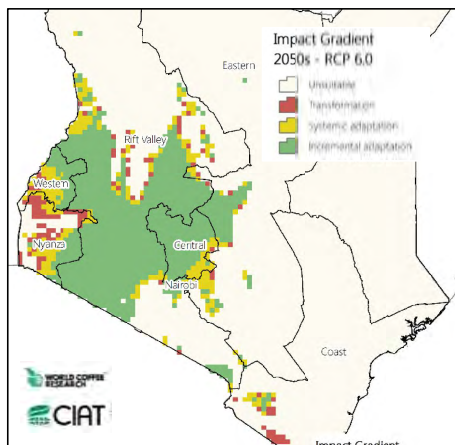 Impact Gradient
2050s - RCP 6.0
Unsuitable
Transformation
Systemic adaptation
Incremental adaptation
Eastern
Rift Valley
Western
Nyanza
Central
Nairobi
Coast
WORLD COFFEE
RESEARCH
CIAT
Impact Gradient